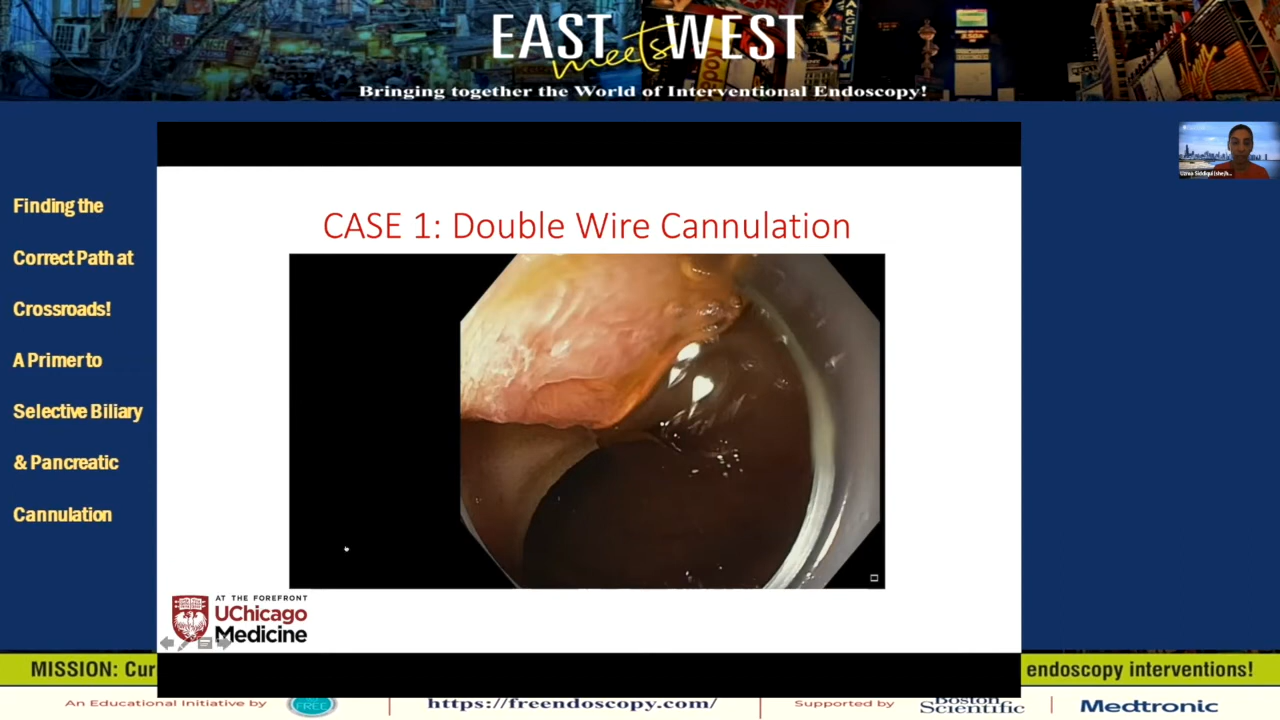 EAST meets WEST
Bringing together the World of Interventional Endoscopy!
Finding the
Correct Path at
Crossroads!
A Primer to
Selective Biliary
& Pancreatic
Cannulation
CASE 1: Double Wire Cannulation
AT THE FOREFRONT
UChicago
Medicine
MISSION: Cur
endoscopy interventions!
An Educational Initiative by
FREE
https://freendoscopy.com/
Supported by
Boston
Scientific
Medtronic